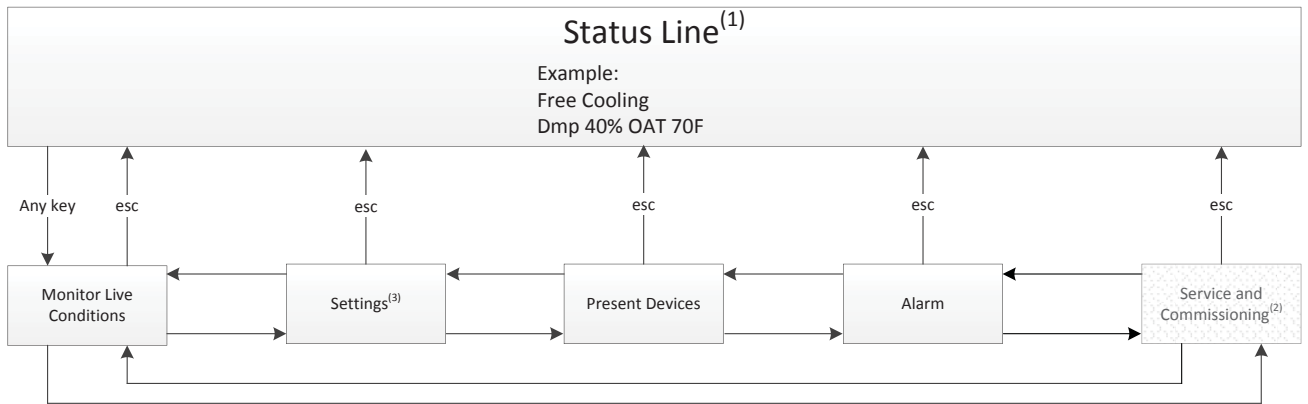 Status Line(1)
Example:
Free Cooling
Dmp 40% OAT 70F
Any key
esc
esc
esc
esc
esc
Monitor Live
Conditions
Settings(3)
Present Devices
Alarm
Service and
Commissioning(2)